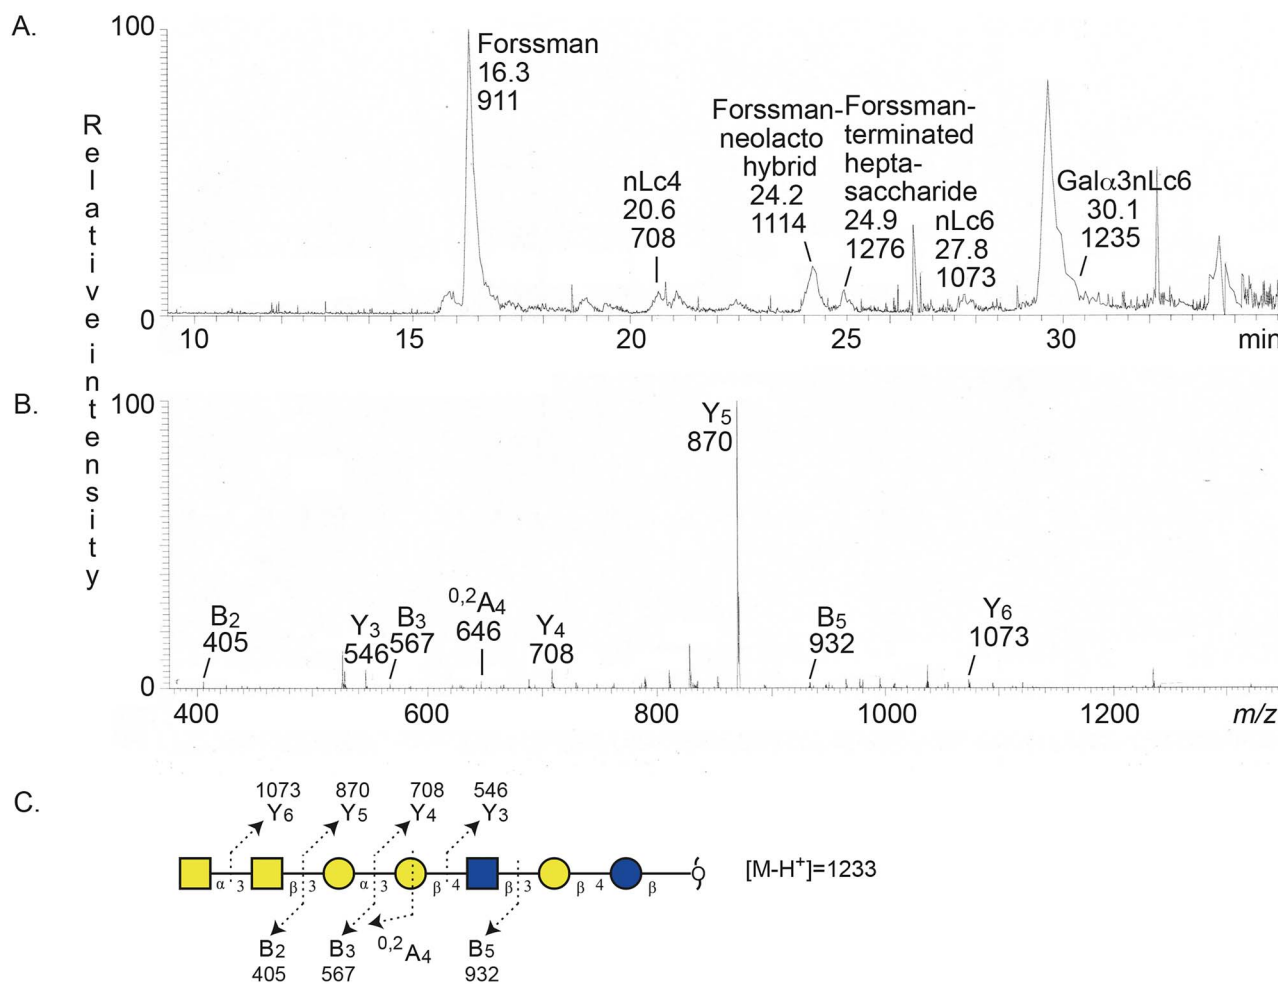 A.
100
Relative intensity
0
Forssman
16.3
911
nLc4
20.6
708
Forssman-
neolacto
hybrid
24.2
1114
Forssman-
terminated
hepta-
saccharide
24.9
1276
nLc6
27.8
1073
Galα3nLc6
30.1
1235
10 15 20 25 30 min
B.
100
0
B2
405
Y3
546
B3
567
0,2A4
646
Y4
708
Y5
870
B5
932
Y6
1073
400 600 800 1000 1200 m/z
C.
1073 870 708 546
Y6 Y5 Y4 Y3
α 3 β 3 α 3 β 4 β 3 β 4 β
[M-H+]=1233
B2 B3 0,2A4 B5
405 567 932